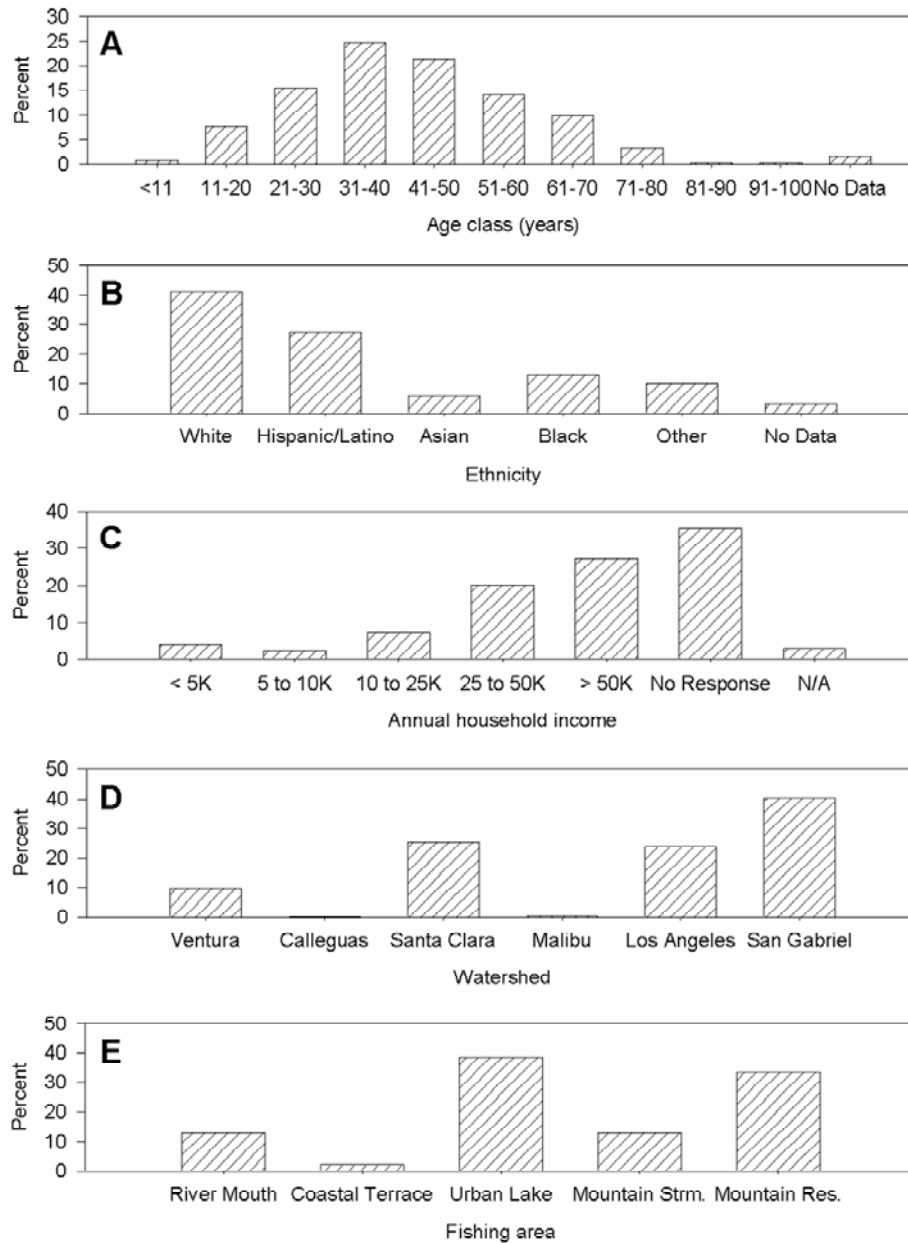 A
Percent
30
25
20
15
10
5
0
<11 11-20 21-30 31-40 41-50 51-60 61-70 71-80 81-90 91-100 No Data
Age class (years)
B
Percent
50
40
30
20
10
0
White Hispanic/Latino Asian Black Other No Data
Ethnicity
C
Percent
40
30
20
10
0
< 5K 5 to 10K 10 to 25K 25 to 50K > 50K No Response N/A
Annual household income
D
Percent
50
40
30
20
10
0
Ventura Calleguas Santa Clara Malibu Los Angeles San Gabriel
Watershed
E
Percent
50
40
30
20
10
0
River Mouth Coastal Terrace Urban Lake Mountain Strm. Mountain Res.
Fishing area